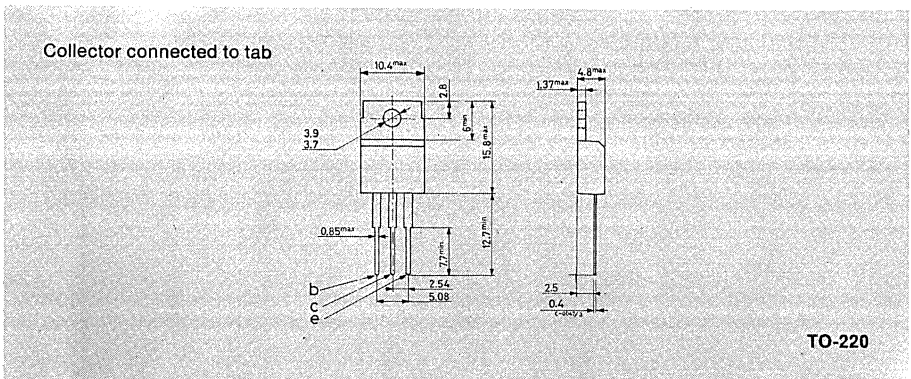 Collector connected to tab
10.4max
4.8max
1.37max
2.8
3.9
3.7
6min
15.8max
0.85max
7.7min
12.7min
b
c
e
2.54
5.08
2.5
0.4
TO-220